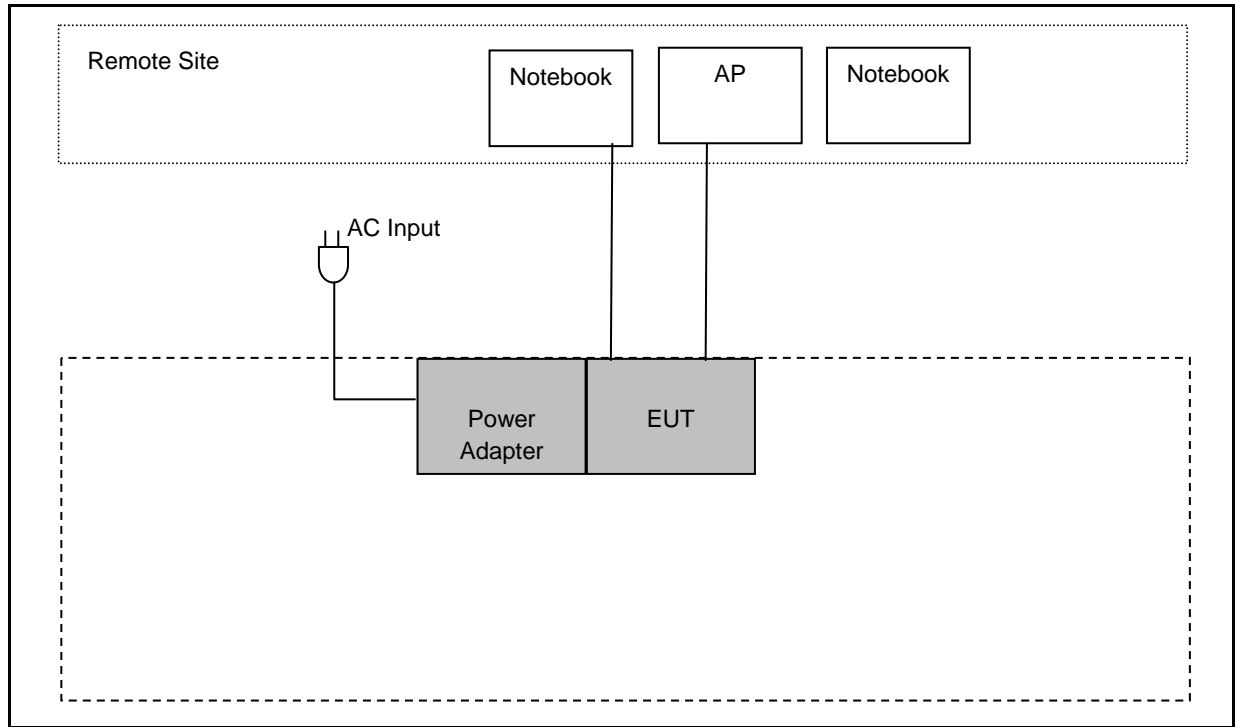 Remote Site
Notebook
AP
Notebook
AC Input
Power
Adapter
EUT